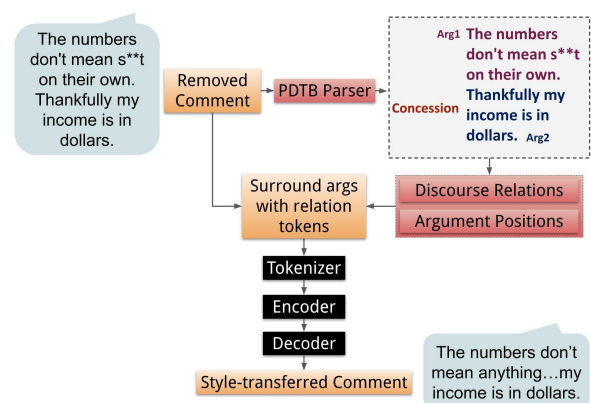 The numbers
don't mean s**t
on their own.
Thankfully my
income is in
dollars.
Removed
Comment
PDTB Parser
Arg1 The numbers
don't mean s**t
on their own.
Concession
Thankfully my
income is in
dollars. Arg2
Surround args
with relation
tokens
Discourse Relations
Argument Positions
Tokenizer
Encoder
Decoder
Style-transferred Comment
The numbers don’t
mean anything…my
income is in dollars.